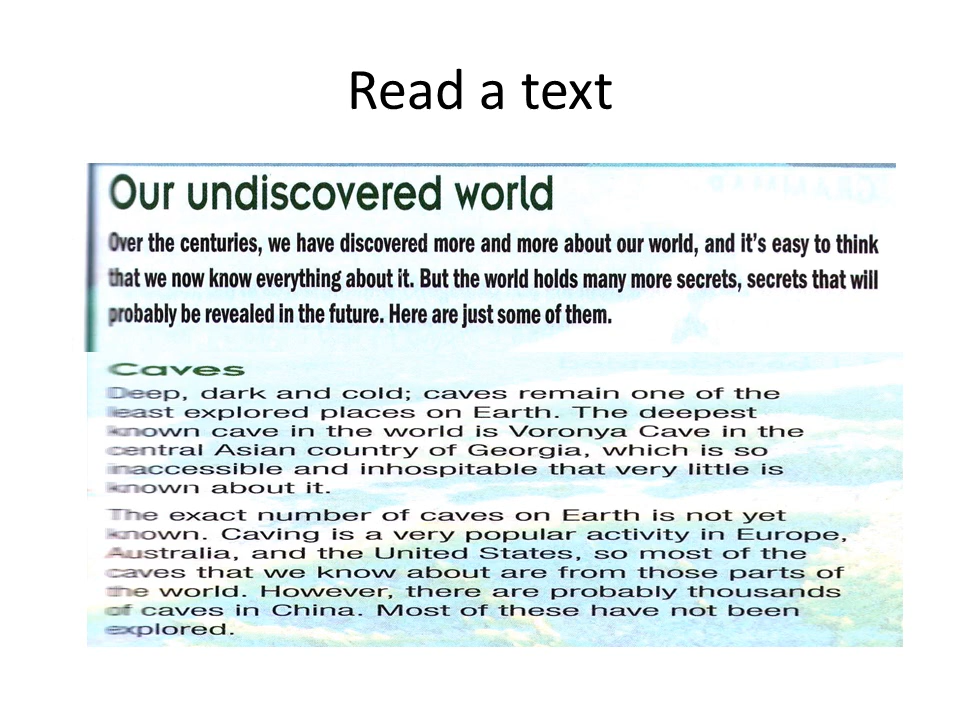 Read a text
Our undiscovered world
Over the centuries, we have discovered more and more about our world, and it's easy to think
that we now know everything about it. But the world holds many more secrets, secrets that will
probably be revealed in the future. Here are just some of them.
Caves
Deep, dark and cold; caves remain one of the
least explored places on Earth. The deepest
known cave in the world is Voronya Cave in the
central Asian country of Georgia, which is so
inaccessible and inhospitable that very little is
known about it.
The exact number of caves on Earth is not yet
known. Caving is a very popular activity in Europe,
Australia, and the United States, so most of the
caves that we know about are from those parts of
the world. However, there are probably thousands
of caves in China. Most of these have not been
explored.